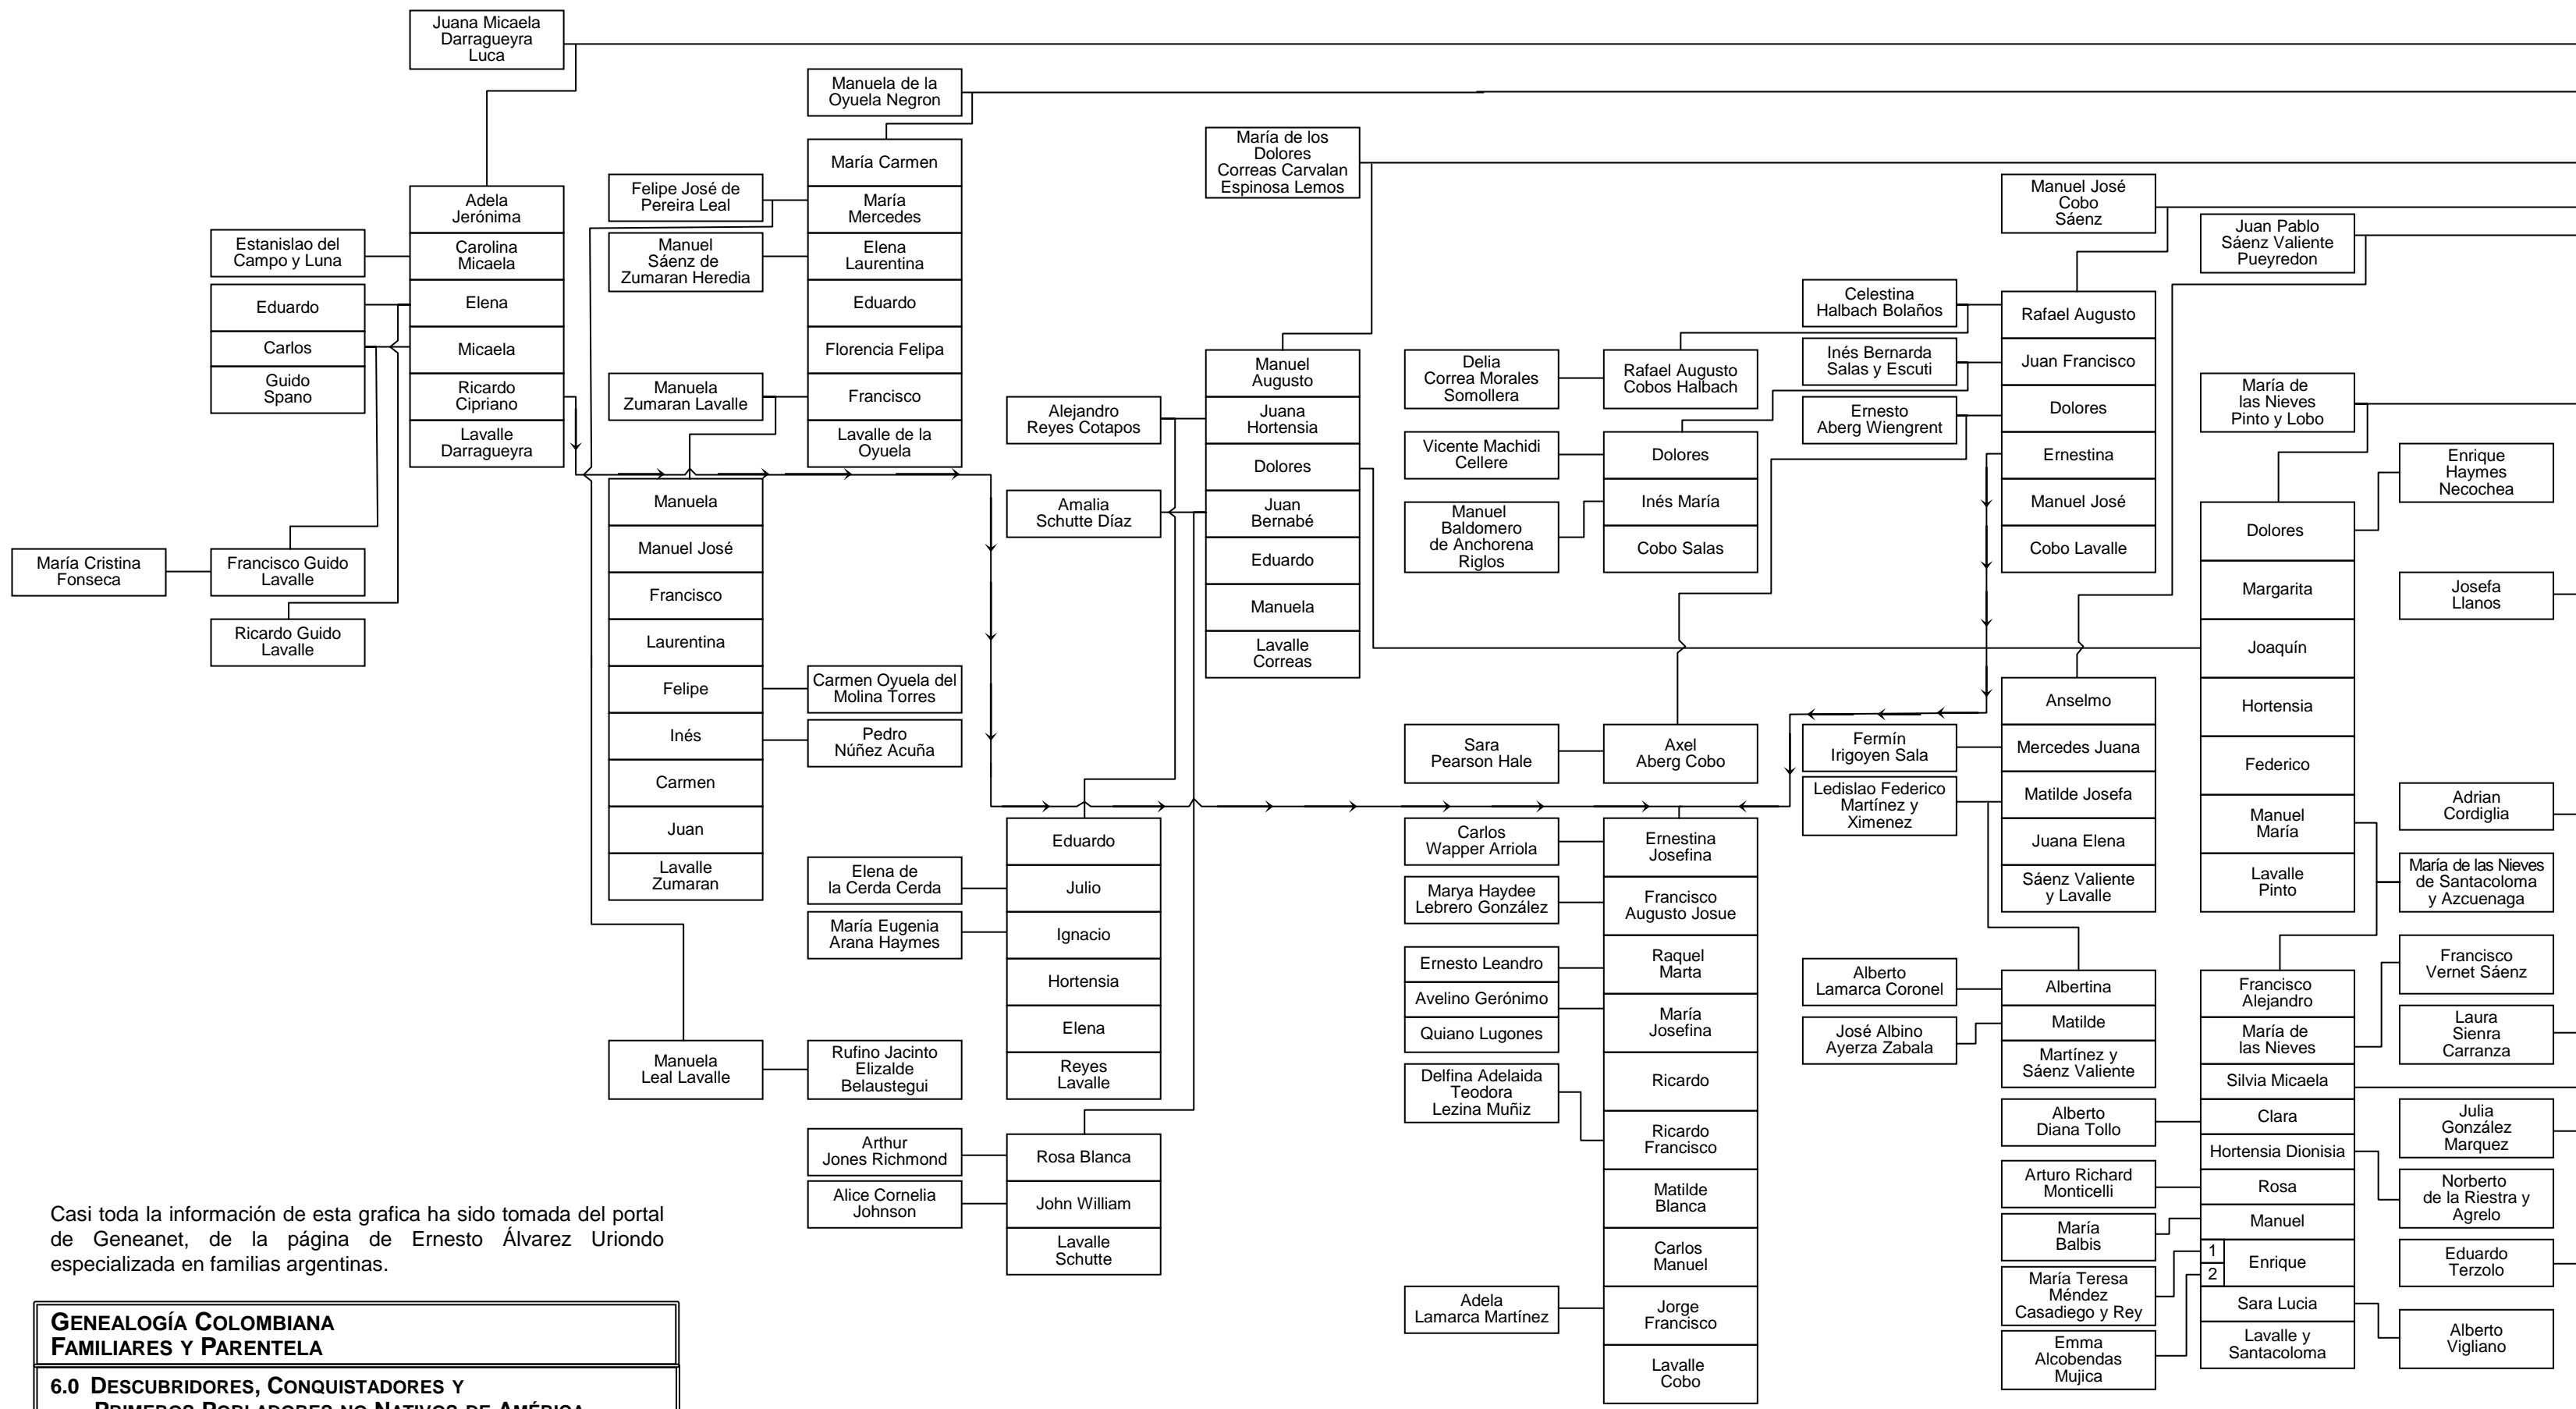 Juana Micaela
Darragueyra
Luca
Adela
Jerónima
Carolina
Micaela
Elena
Micaela
Ricardo
Cipriano
Lavalle
Darragueyra
Estanislao del
Campo y Luna
Eduardo
Carlos
Guido
Spano
María Cristina
Fonseca
Francisco Guido
Lavalle
Ricardo Guido
Lavalle
Manuela de la
Oyuela Negron
María Carmen
María
Mercedes
Elena
Laurentina
Eduardo
Florencia Felipa
Francisco
Lavalle de la
Oyuela
Felipe José de
Pereira Leal
Manuel
Sáenz de
Zumaran Heredia
Manuela
Zumaran Lavalle
Manuela
Manuel José
Francisco
Laurentina
Felipe
Inés
Carmen
Juan
Lavalle
Zumaran
Carmen Oyuela del
Molina Torres
Pedro
Núñez Acuña
Manuela
Leal Lavalle
Rufino Jacinto
Elizalde
Belaustegui
María de los
Dolores
Correas Carvalan
Espinosa Lemos
Manuel
Augusto
Juana
Hortensia
Dolores
Juan
Bernabé
Eduardo
Manuela
Lavalle
Correas
Alejandro
Reyes Cotapos
Amalia
Schutte Díaz
Eduardo
Julio
Ignacio
Hortensia
Elena
Reyes
Lavalle
Elena de
la Cerda Cerda
María Eugenia
Arana Haymes
Arthur
Jones Richmond
Alice Cornelia
Johnson
Rosa Blanca
John William
Lavalle
Schutte
Manuel José
Cobo
Sáenz
Rafael Augusto
Juan Francisco
Dolores
Ernestina
Manuel José
Cobo Lavalle
Celestina
Halbach Bolaños
Inés Bernarda
Salas y Escuti
Ernesto
Aberg Wiengrent
Delia
Correa Morales
Somollera
Rafael Augusto
Cobos Halbach
Vicente Machidi
Cellere
Manuel
Baldomero
de Anchorena
Riglos
Dolores
Inés María
Cobo Salas
Sara
Pearson Hale
Axel
Aberg Cobo
Carlos
Wapper Arriola
Marya Haydee
Lebrero González
Ernesto Leandro
Avelino Gerónimo
Quiano Lugones
Delfina Adelaida
Teodora
Lezina Muñiz
Adela
Lamarca Martínez
Ernestina
Josefina
Francisco
Augusto Josue
Raquel
Marta
María
Josefina
Ricardo
Ricardo
Francisco
Matilde
Blanca
Carlos
Manuel
Jorge
Francisco
Lavalle
Cobo
Juan Pablo
Sáenz Valiente
Pueyredon
Anselmo
Mercedes Juana
Matilde Josefa
Juana Elena
Sáenz Valiente
y Lavalle
Fermín
Irigoyen Sala
Ledislao Federico
Martínez y
Ximenez
Alberto
Lamarca Coronel
José Albino
Ayerza Zabala
Albertina
Matilde
Martínez y
Sáenz Valiente
María de
las Nieves
Pinto y Lobo
Dolores
Margarita
Joaquín
Hortensia
Federico
Manuel
María
Lavalle
Pinto
Enrique
Haymes
Necochea
Josefa
Llanos
Adrian
Cordiglia
María de las Nieves
de Santacoloma
y Azcuenaga
Francisco
Alejandro
María de
las Nieves
Silvia Micaela
Clara
Hortensia Dionisia
Rosa
Manuel
1
2
Enrique
Sara Lucia
Lavalle y
Santacoloma
Alberto
Diana Tollo
Arturo Richard
Monticelli
María
Balbis
María Teresa
Méndez
Casadiego y Rey
Emma
Alcobendas
Mujica
Francisco
Vernet Sáenz
Laura
Sienra
Carranza
Julia
González
Marquez
Norberto
de la Riestra y
Agrelo
Eduardo
Terzolo
Alberto
Vigliano
Casi toda la información de esta grafica ha sido tomada del portal
de Geneanet, de la página de Ernesto Álvarez Uriondo
especializada en familias argentinas.
GENEALOGÍA COLOMBIANA
FAMILIARES Y PARENTELA
6.0 DESCUBRIDORES, CONQUISTADORES Y
PRIMEROS POBLADORES NO NATIVOS DE AMÉRICA